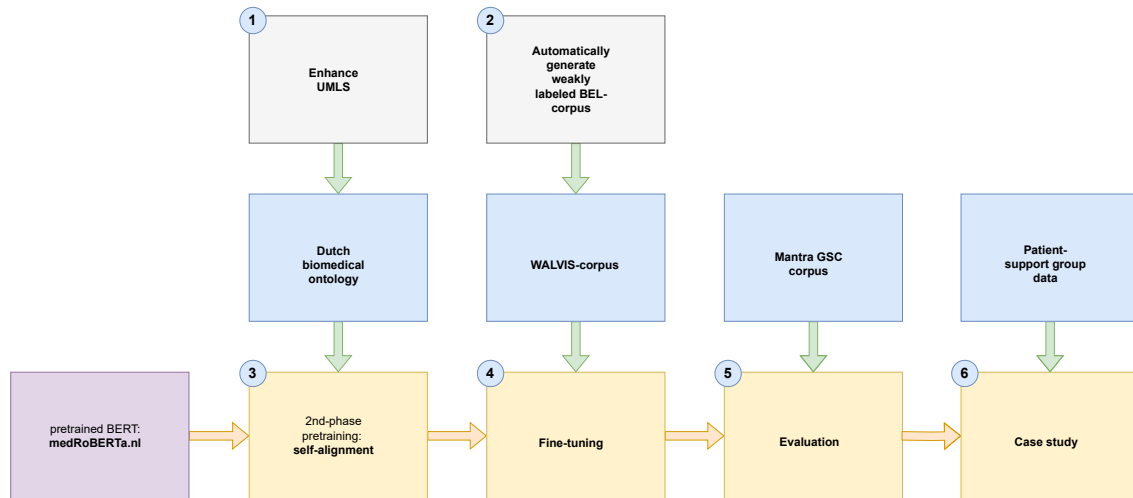 1
Enhance
UMLS
2
Automatically
generate
weakly
labeled BEL-
corpus
Dutch
biomedical
ontology
WALVIS-corpus
Mantra GSC
corpus
Patient-
support group
data
pretrained BERT:
medRoBERTa.nl
3
2nd-phase
pretraining:
self-alignment
4
Fine-tuning
5
Evaluation
6
Case study